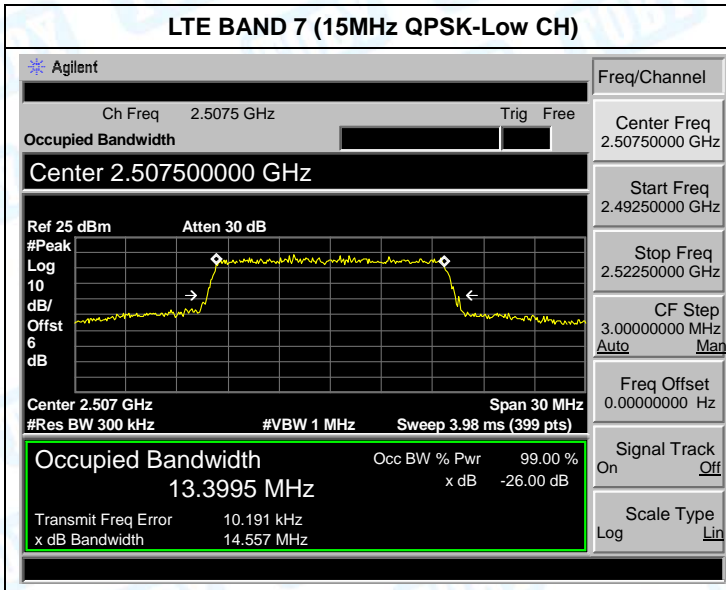 LTE BAND 7 (15MHz QPSK-Low CH)
Agilent
Freq/Channel
Ch Freq 2.5075 GHz Trig Free
Occupied Bandwidth
Center 2.507500000 GHz
Center Freq
2.50750000 GHz
Start Freq
2.49250000 GHz
Stop Freq
2.52250000 GHz
CF Step
3.00000000 MHz
Auto Man
Freq Offset
0.00000000 Hz
Signal Track
On Off
Scale Type
Log Lin
Ref 25 dBm Atten 30 dB
#Peak
Log
10
dB/
Offst
6
dB
Center 2.507 GHz Span 30 MHz
#Res BW 300 kHz #VBW 1 MHz Sweep 3.98 ms (399 pts)
Occupied Bandwidth Occ BW % Pwr 99.00 %
13.3995 MHz x dB -26.00 dB
Transmit Freq Error 10.191 kHz
x dB Bandwidth 14.557 MHz